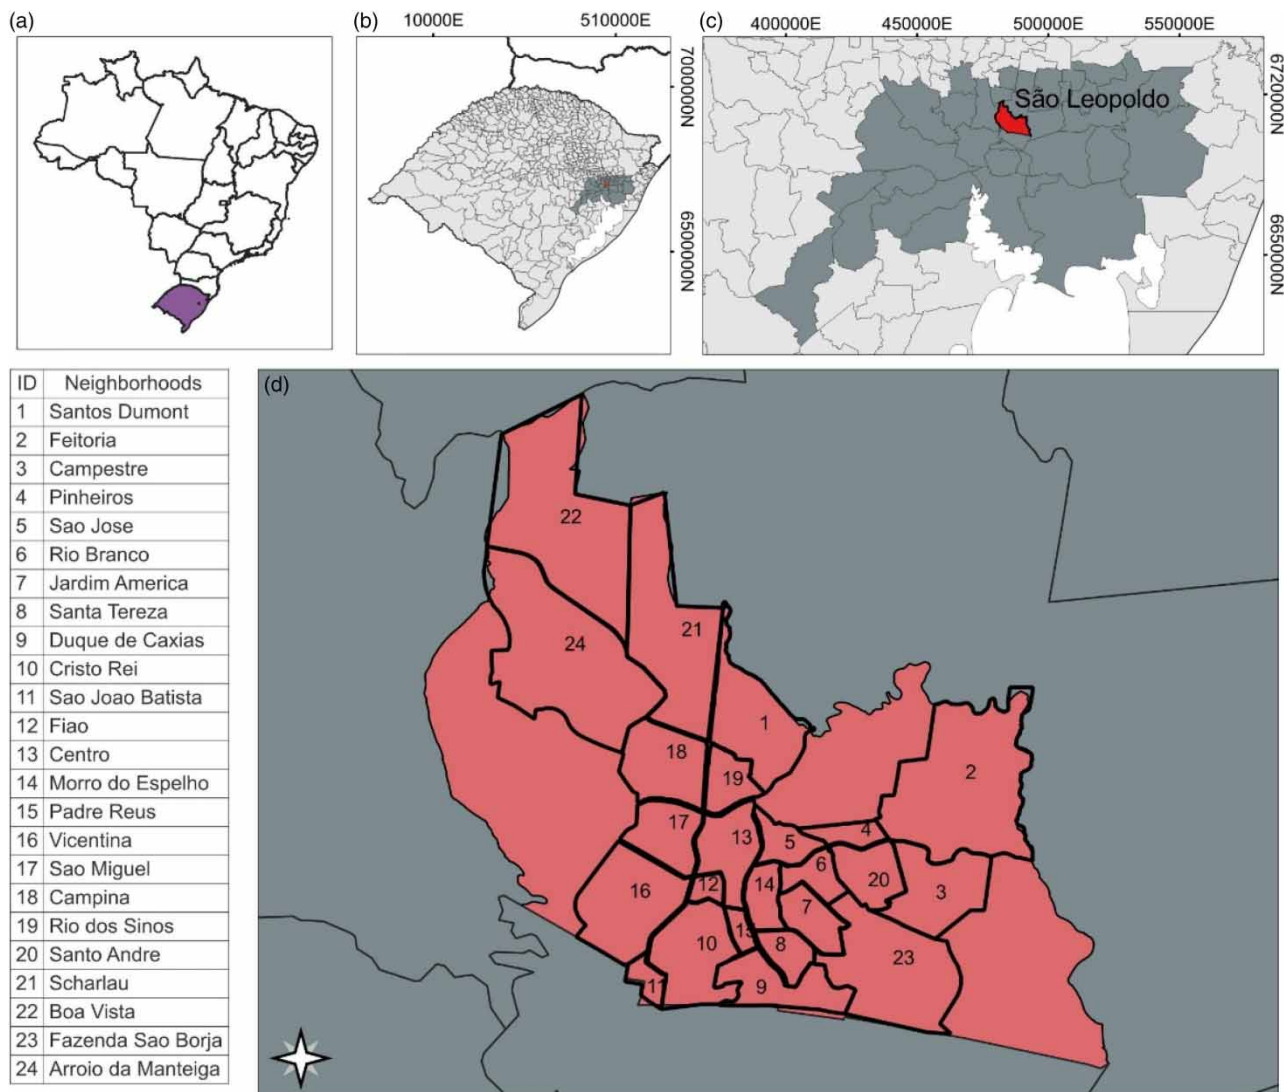 (a)
(b)
10000E 510000E
7000000N
6500000N
(c)
400000E 450000E 500000E 550000E
6720000N
6650000N
São Leopoldo
ID Neighborhoods
1 Santos Dumont
2 Feitoria
3 Campestre
4 Pinheiros
5 Sao Jose
6 Rio Branco
7 Jardim America
8 Santa Tereza
9 Duque de Caxias
10 Cristo Rei
11 Sao Joao Batista
12 Fiao
13 Centro
14 Morro do Espelho
15 Padre Reus
16 Vicentina
17 Sao Miguel
18 Campina
19 Rio dos Sinos
20 Santo Andre
21 Scharlau
22 Boa Vista
23 Fazenda Sao Borja
24 Arroio da Manteiga
(d)
22
21
24
1
18
19
2
17
13
5
4
6
20
3
16
12
14
7
15
10
8
23
11
9